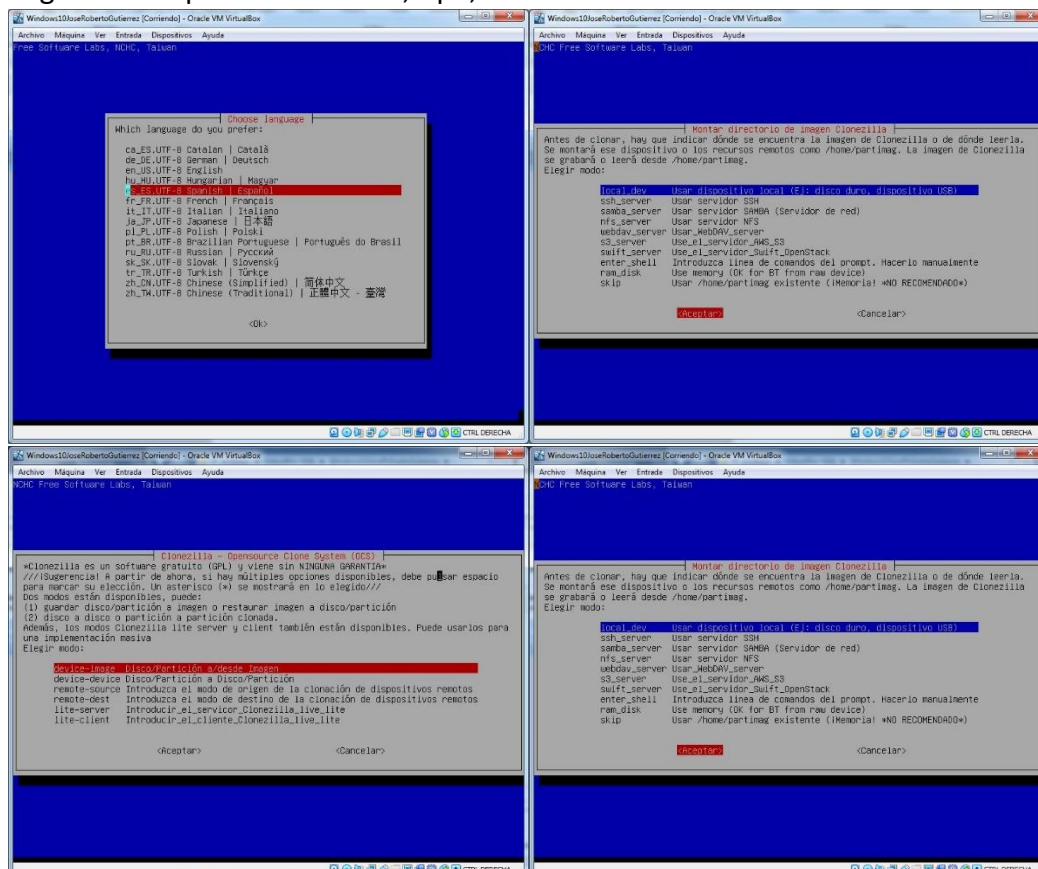 Windows10JoseRobertoGutierrez [Corriendo] - Oracle VM VirtualBox
Archivo Máquina Ver Entrada Dispositivos Ayuda
Free Software Labs, NCHC, Taiwan
Choose language
Which language do you prefer:
ca_ES.UTF-8 Catalan | Català
de_DE.UTF-8 German | Deutsch
en_US.UTF-8 English
hu_HU.UTF-8 Hungarian | Magyar
es_ES.UTF-8 Spanish | Español
fr_FR.UTF-8 French | Français
it_IT.UTF-8 Italian | Italiano
ja_JP.UTF-8 Japanese | 日本語
pl_PL.UTF-8 Polish | Polski
pt_BR.UTF-8 Brazilian Portuguese | Português do Brasil
ru_RU.UTF-8 Russian | Русский
sk_SK.UTF-8 Slovak | Slovenský
tr_TR.UTF-8 Turkish | Türkçe
zh_CN.UTF-8 Chinese (Simplified) | 简体中文
zh_TW.UTF-8 Chinese (Traditional) | 正體中文 - 臺灣
<Ok>
CTRL DERECHA
Windows10JoseRobertoGutierrez [Corriendo] - Oracle VM VirtualBox
Archivo Máquina Ver Entrada Dispositivos Ayuda
NCHC Free Software Labs, Taiwan
Montar directorio de imagen Clonezilla
Antes de clonar, hay que indicar dónde se encuentra la imagen de Clonezilla o de dónde leerla.
Se montará ese dispositivo o los recursos remotos como /home/partimag. La imagen de Clonezilla
se grabará o leerá desde /home/partimag.
Elegir modo:
local_dev Usar dispositivo local (Ej: disco duro, dispositivo USB)
ssh_server Usar servidor SSH
samba_server Usar servidor SAMBA (Servidor de red)
nfs_server Usar servidor NFS
webdav_server Usar_WebDAV_server
s3_server Use_el_servidor_AWS_S3
swift_server Use_el_servidor_Swift_OpenStack
enter_shell Introduzca línea de comandos del prompt. Hacerlo manualmente
ram_disk Use memory (OK for BT from raw device)
skip Usar /home/partimag existente (¡Memoria! *NO RECOMENDADO*)
<Aceptar> <Cancelar>
CTRL DERECHA
Windows10JoseRobertoGutierrez [Corriendo] - Oracle VM VirtualBox
Archivo Máquina Ver Entrada Dispositivos Ayuda
NCHC Free Software Labs, Taiwan
Clonezilla - Opensource Clone System (OCS)
*Clonezilla es un software gratuito (GPL) y viene sin NINGUNA GARANTIA*
///¡Sugerencia! A partir de ahora, si hay múltiples opciones disponibles, debe pulsar espacio
para marcar su elección. Un asterisco (*) se mostrará en lo elegido///
Dos modos están disponibles, puede:
(1) guardar disco/partición a imagen o restaurar imagen a disco/partición
(2) disco a disco o partición a partición clonada.
Además, los modos Clonezilla lite server y client también están disponibles. Puede usarlos para
una implementación masiva
Elegir modo:
device-image Disco/Partición a/desde Imagen
device-device Disco/Partición a Disco/Partición
remote-source Introduzca el modo de origen de la clonación de dispositivos remotos
remote-dest Introduzca el modo de destino de la clonación de dispositivos remotos
lite-server Introducir_el_servicor_Clonezilla_live_lite
lite-client Introducir_el_cliente_Clonezilla_live_lite
<Aceptar> <Cancelar>
Windows10JoseRobertoGutierrez [Corriendo] - Oracle VM VirtualBox
Archivo Máquina Ver Entrada Dispositivos Ayuda
NCHC Free Software Labs, Taiwan
Montar directorio de imagen Clonezilla
Antes de clonar, hay que indicar dónde se encuentra la imagen de Clonezilla o de dónde leerla.
Se montará ese dispositivo o los recursos remotos como /home/partimag. La imagen de Clonezilla
se grabará o leerá desde /home/partimag.
Elegir modo:
local_dev Usar dispositivo local (Ej: disco duro, dispositivo USB)
ssh_server Usar servidor SSH
samba_server Usar servidor SAMBA (Servidor de red)
nfs_server Usar servidor NFS
webdav_server Usar_WebDAV_server
s3_server Use_el_servidor_AWS_S3
swift_server Use_el_servidor_Swift_OpenStack
enter_shell Introduzca línea de comandos del prompt. Hacerlo manualmente
ram_disk Use memory (OK for BT from raw device)
skip Usar /home/partimag existente (¡Memoria! *NO RECOMENDADO*)
<Aceptar> <Cancelar>